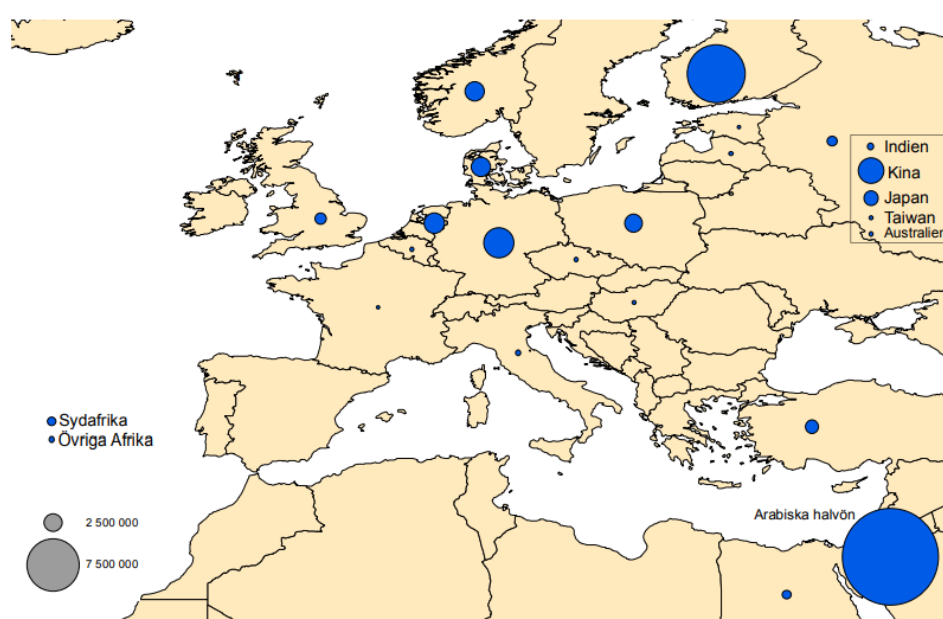 Indien
Kina
Japan
Taiwan
Australien
Sydafrika
Övriga Afrika
2 500 000
7 500 000
Arabiska halvön